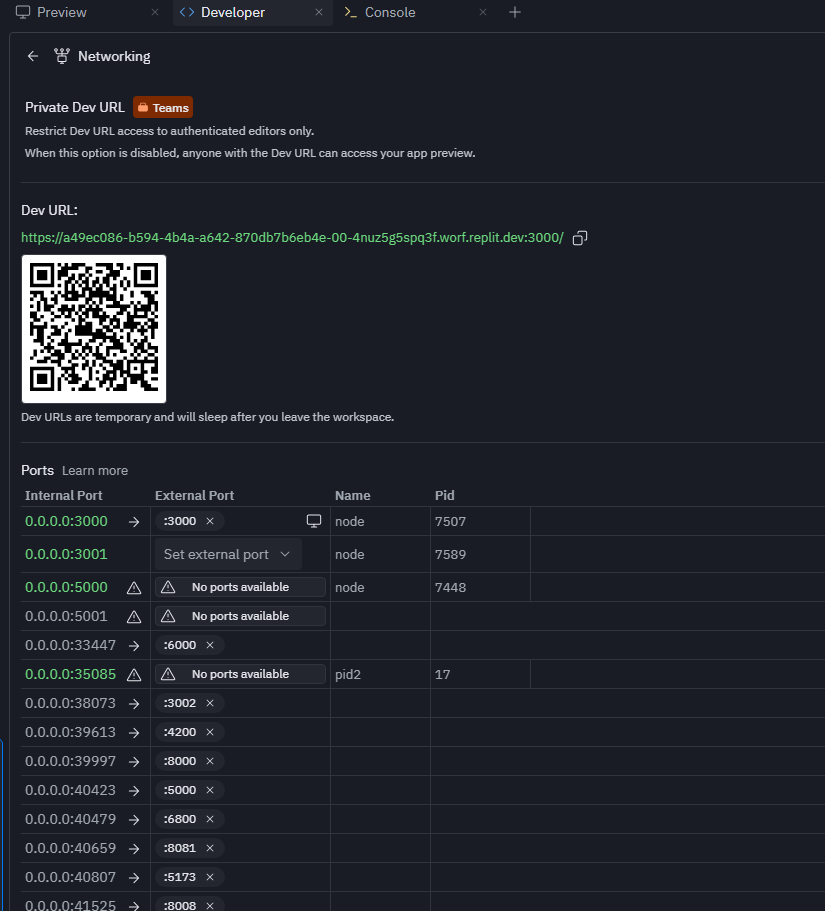 Preview
Developer
Console
Networking
Private Dev URL Teams
Restrict Dev URL access to authenticated editors only.
When this option is disabled, anyone with the Dev URL can access your app preview.
Dev URL:
https://a49ec086-b594-4b4a-a642-870db7b6eb4e-00-4nuz5g5spq3f.worf.replit.dev:3000/
Dev URLs are temporary and will sleep after you leave the workspace.
Ports Learn more
Internal Port External Port Name Pid
0.0.0.0:3000 → :3000 × node 7507
0.0.0.0:3001 Set external port node 7589
0.0.0.0:5000 No ports available node 7448
0.0.0.0:5001 No ports available
0.0.0.0:33447 → :6000 ×
0.0.0.0:35085 No ports available pid2 17
0.0.0.0:38073 → :3002 ×
0.0.0.0:39613 → :4200 ×
0.0.0.0:39997 → :8000 ×
0.0.0.0:40423 → :5000 ×
0.0.0.0:40479 → :6800 ×
0.0.0.0:40659 → :8081 ×
0.0.0.0:40807 → :5173 ×
0.0.0.0:41525 → :8008 ×